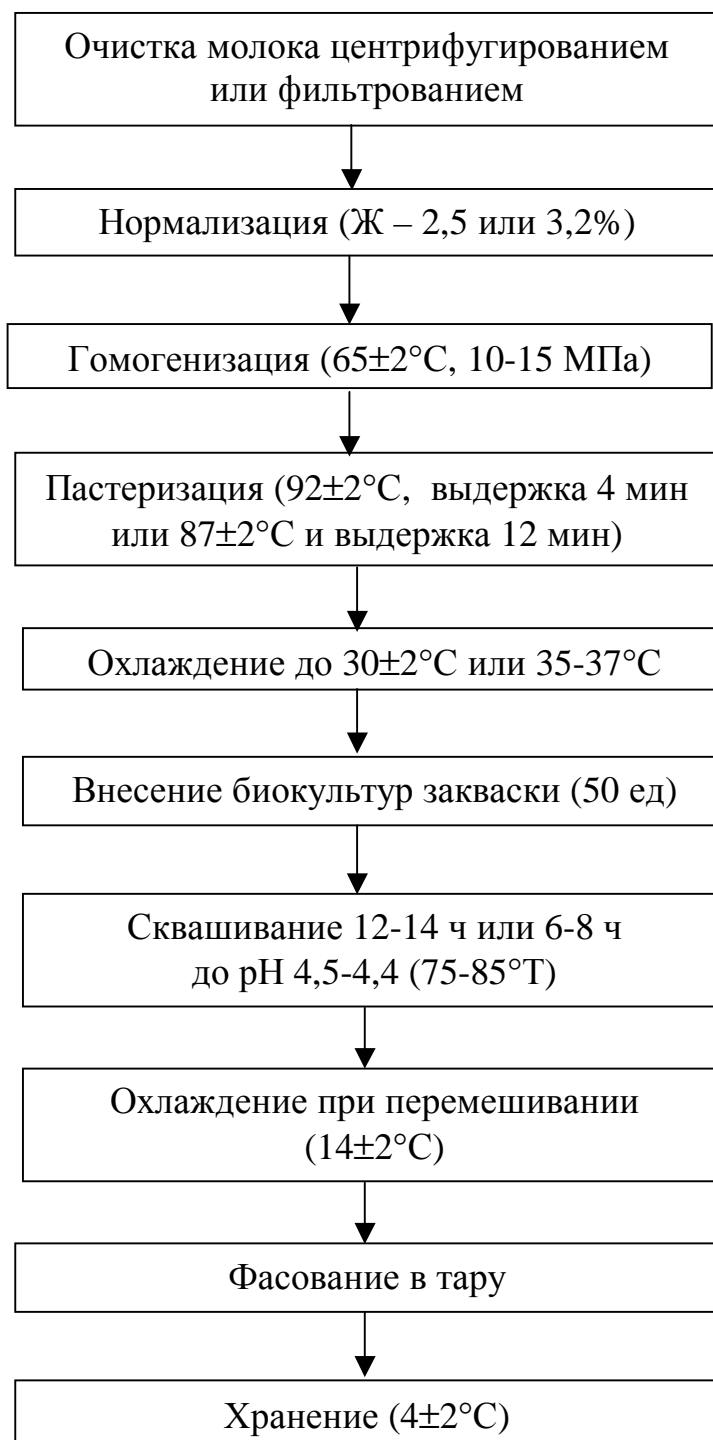 Очистка молока центрифугированием
или фильтрованием
Нормализация (Ж – 2,5 или 3,2%)
Гомогенизация (65±2°С, 10-15 МПа)
Пастеризация (92±2°С, выдержка 4 мин
или 87±2°С и выдержка 12 мин)
Охлаждение до 30±2°С или 35-37°С
Внесение биокультур закваски (50 ед)
Сквашивание 12-14 ч или 6-8 ч
до рН 4,5-4,4 (75-85°Т)
Охлаждение при перемешивании
(14±2°С)
Фасование в тару
Хранение (4±2°С)